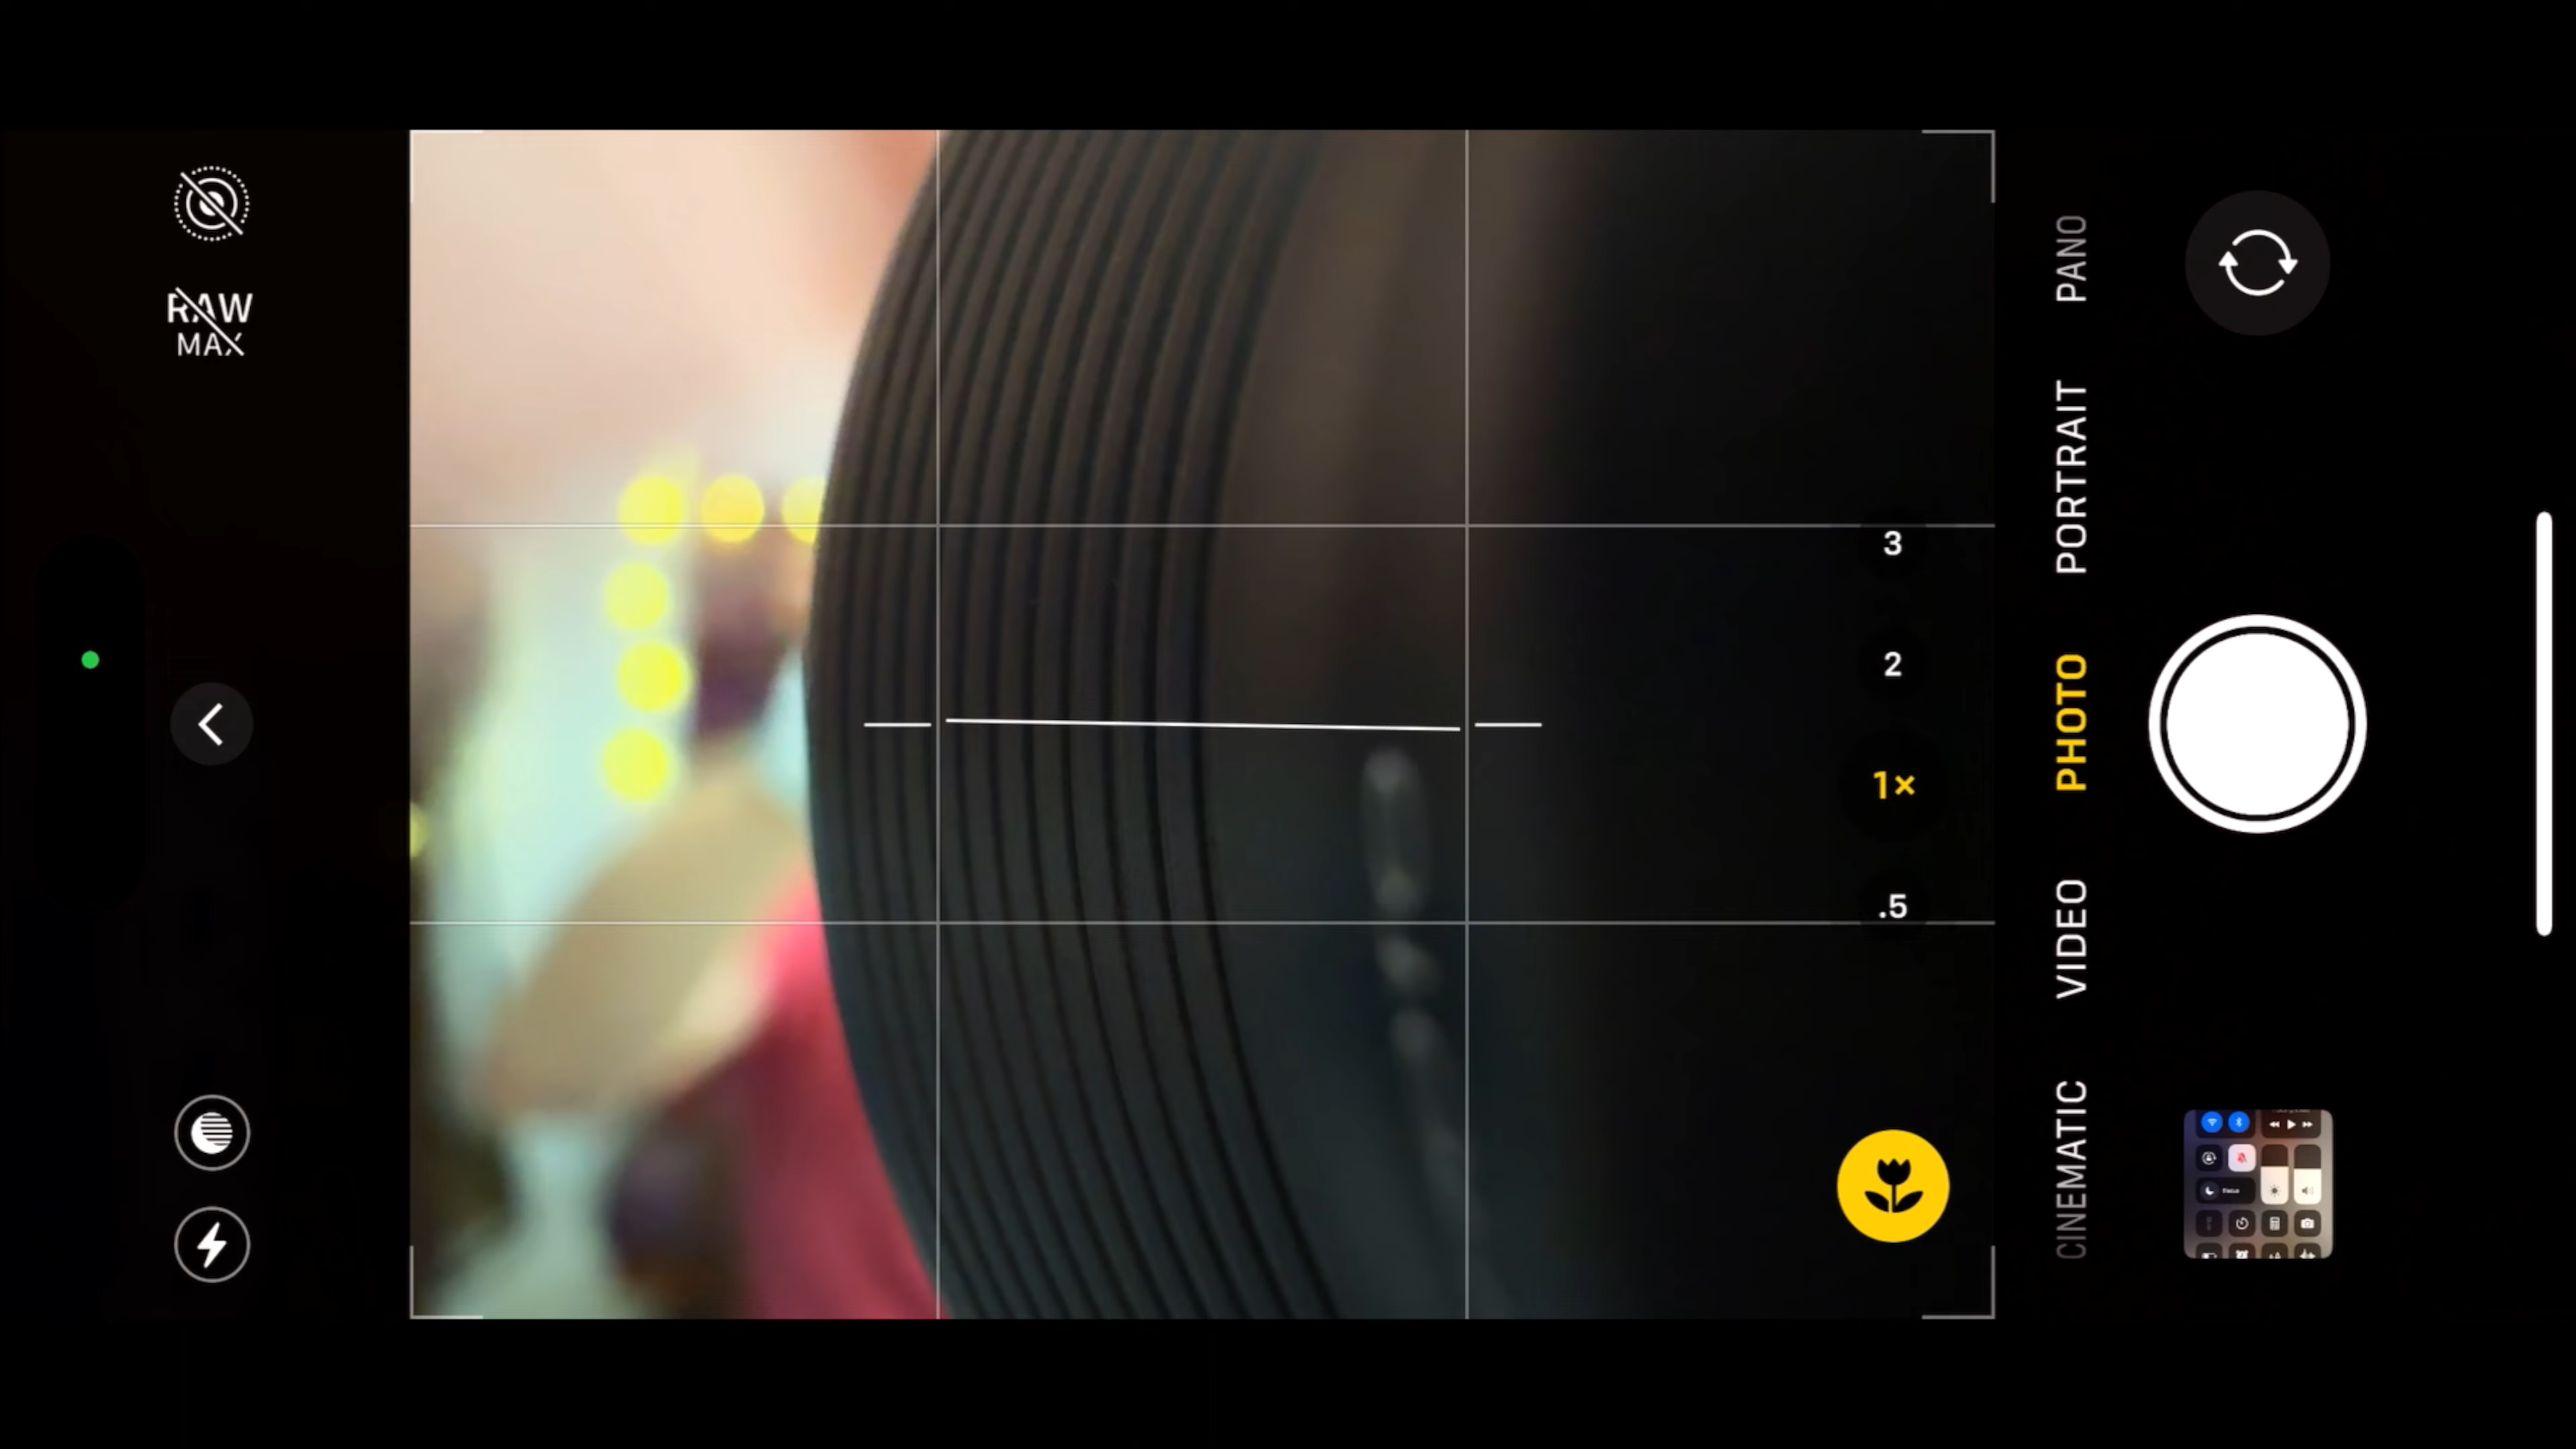 RAW
MAX
3
2
1×
.5
PANO
PORTRAIT
PHOTO
VIDEO
CINEMATIC